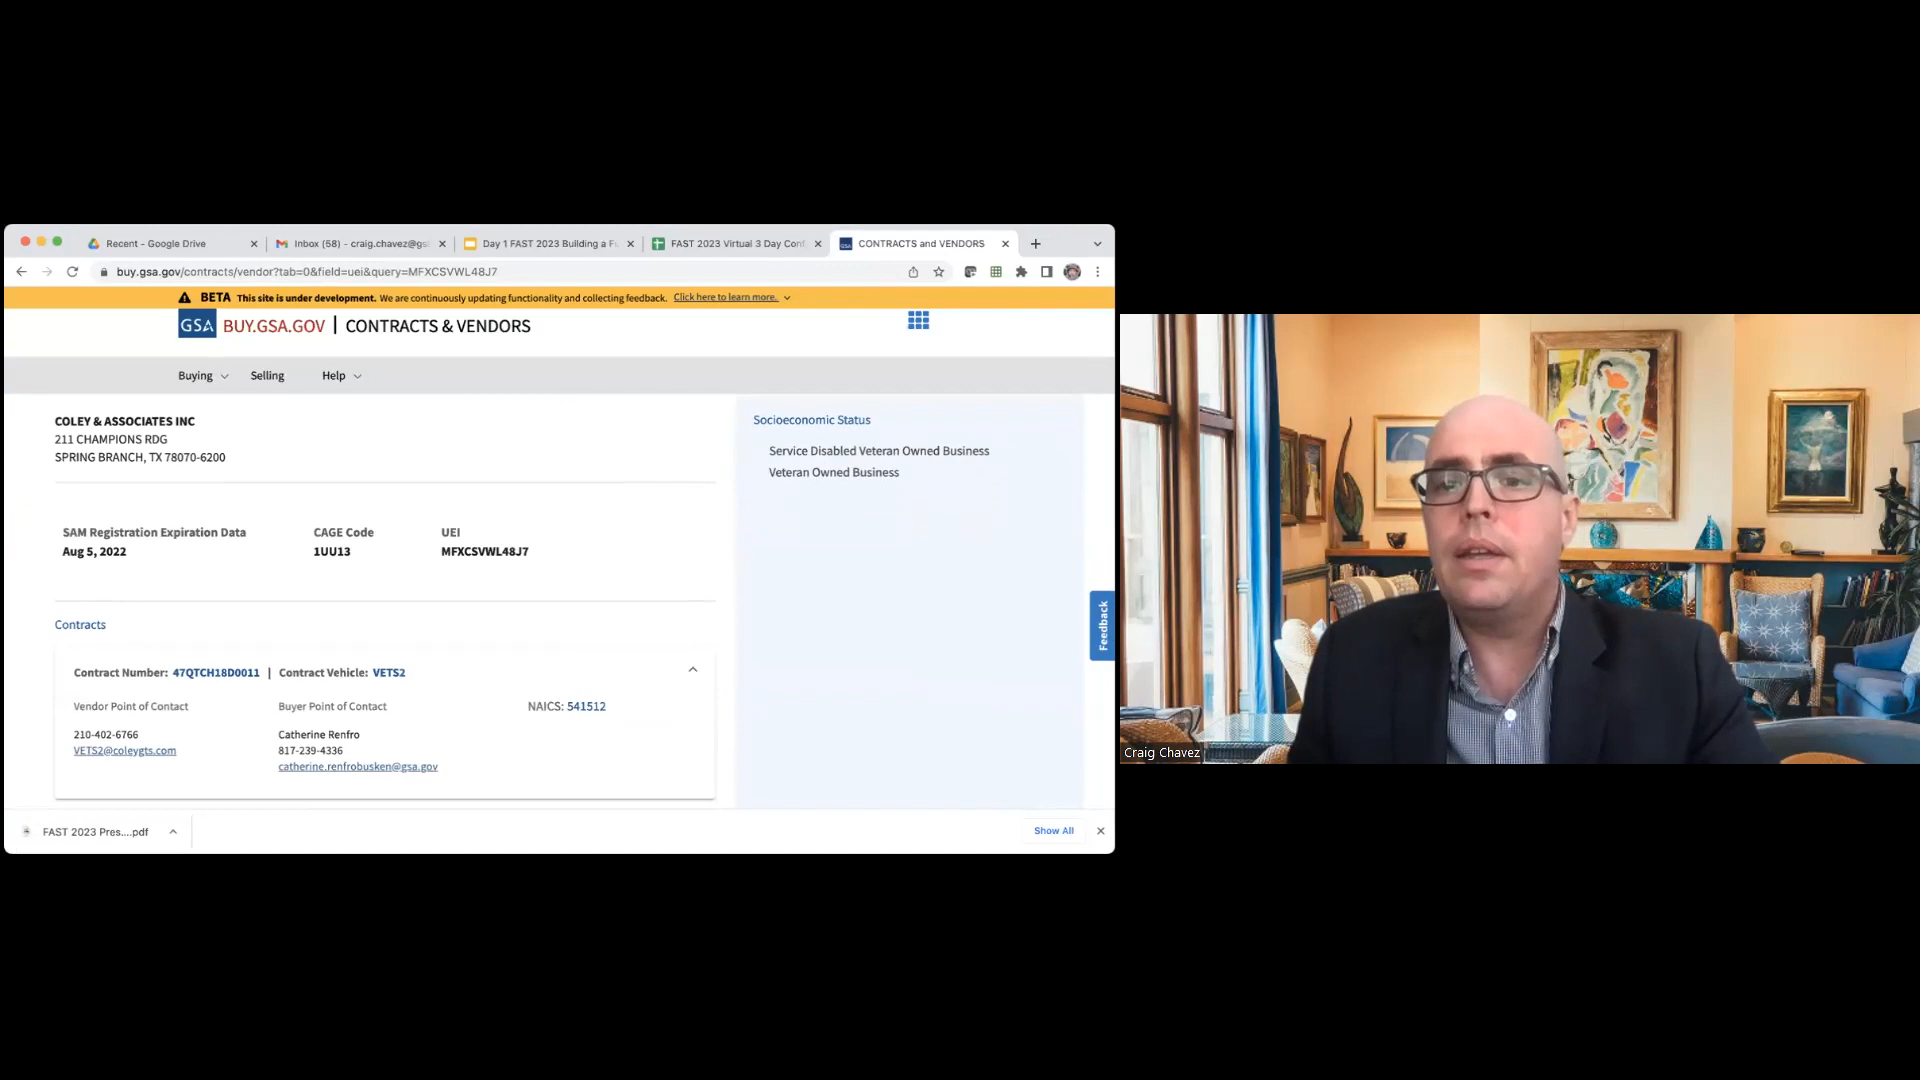 Recent - Google Drive
Inbox (58) - craig.chavez@gs
Day 1 FAST 2023 Building a Fu
FAST 2023 Virtual 3 Day Conf
CONTRACTS and VENDORS
buy.gsa.gov/contracts/vendor?tab=0&field=uei&query=MFXCSVWL48J7
BETA This site is under development. We are continuously updating functionality and collecting feedback. Click here to learn more.
GSA BUY.GSA.GOV | CONTRACTS & VENDORS
Buying Selling Help
COLEY & ASSOCIATES INC
211 CHAMPIONS RDG
SPRING BRANCH, TX 78070-6200
Socioeconomic Status
Service Disabled Veteran Owned Business
Veteran Owned Business
SAM Registration Expiration Data CAGE Code UEI
Aug 5, 2022 1UU13 MFXCSVWL48J7
Contracts
Contract Number: 47QTCH18D0011 | Contract Vehicle: VETS2
Vendor Point of Contact Buyer Point of Contact NAICS: 541512
210-402-6766 Catherine Renfro
VETS2@coleygts.com 817-239-4336
catherine.renfrobusken@gsa.gov
Feedback
FAST 2023 Pres....pdf
Show All
Craig Chavez